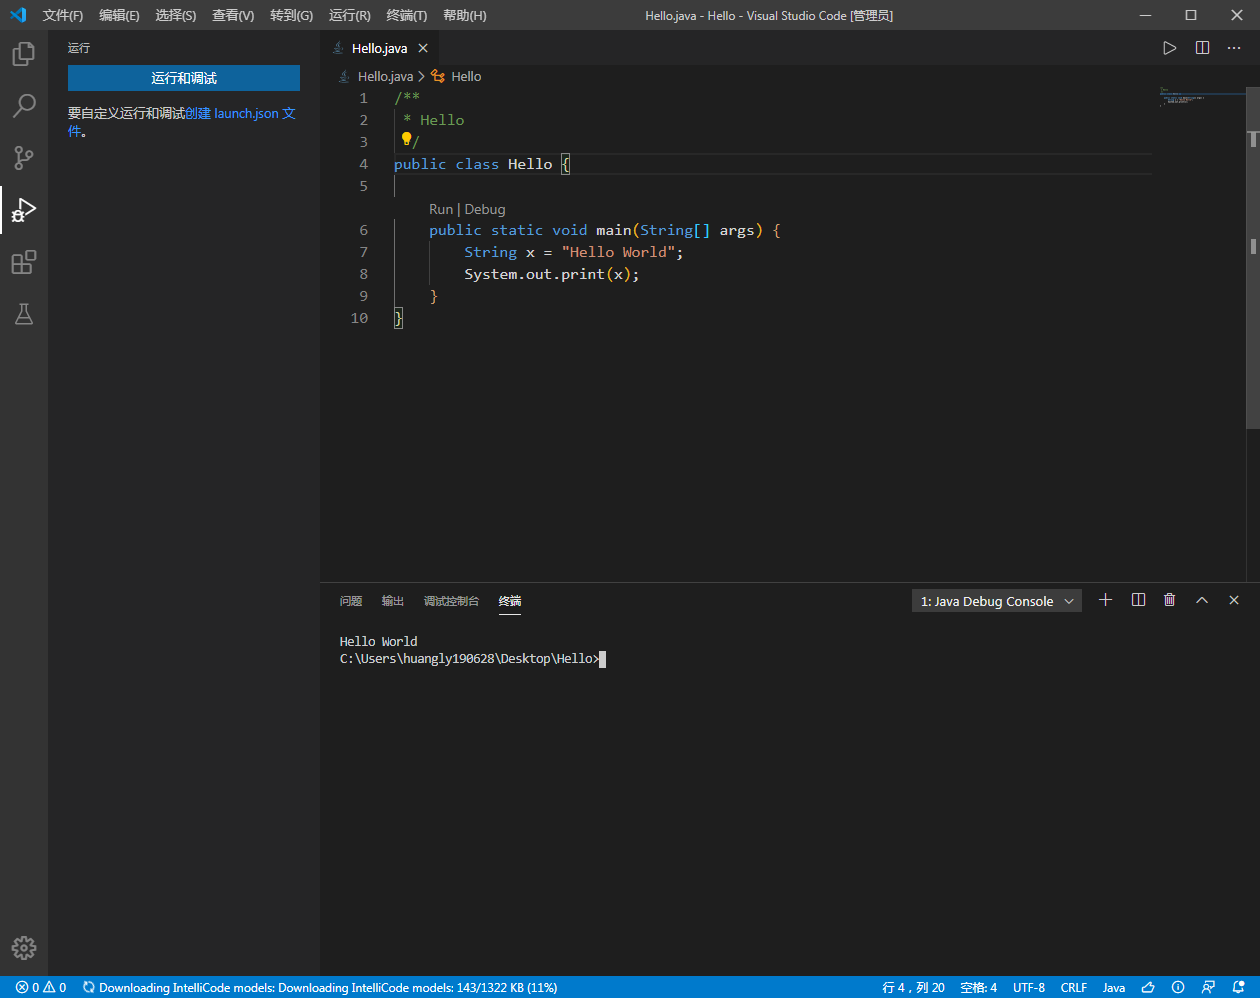 文件(F) 编辑(E) 选择(S) 查看(V) 转到(G) 运行(R) 终端(T) 帮助(H) Hello.java - Hello - Visual Studio Code [管理员]
运行
运行和调试
要自定义运行和调试创建 launch.json 文
件。
Hello.java
Hello.java > Hello
1 /**
2 * Hello
3 /
4 public class Hello {
5
Run | Debug
6 public static void main(String[] args) {
7 String x = "Hello World";
8 System.out.print(x);
9 }
10 }
问题 输出 调试控制台 终端 1: Java Debug Console
Hello World
C:\Users\huangly190628\Desktop\Hello>
0 0 Downloading IntelliCode models: Downloading IntelliCode models: 143/1322 KB (11%) 行 4，列 20 空格: 4 UTF-8 CRLF Java